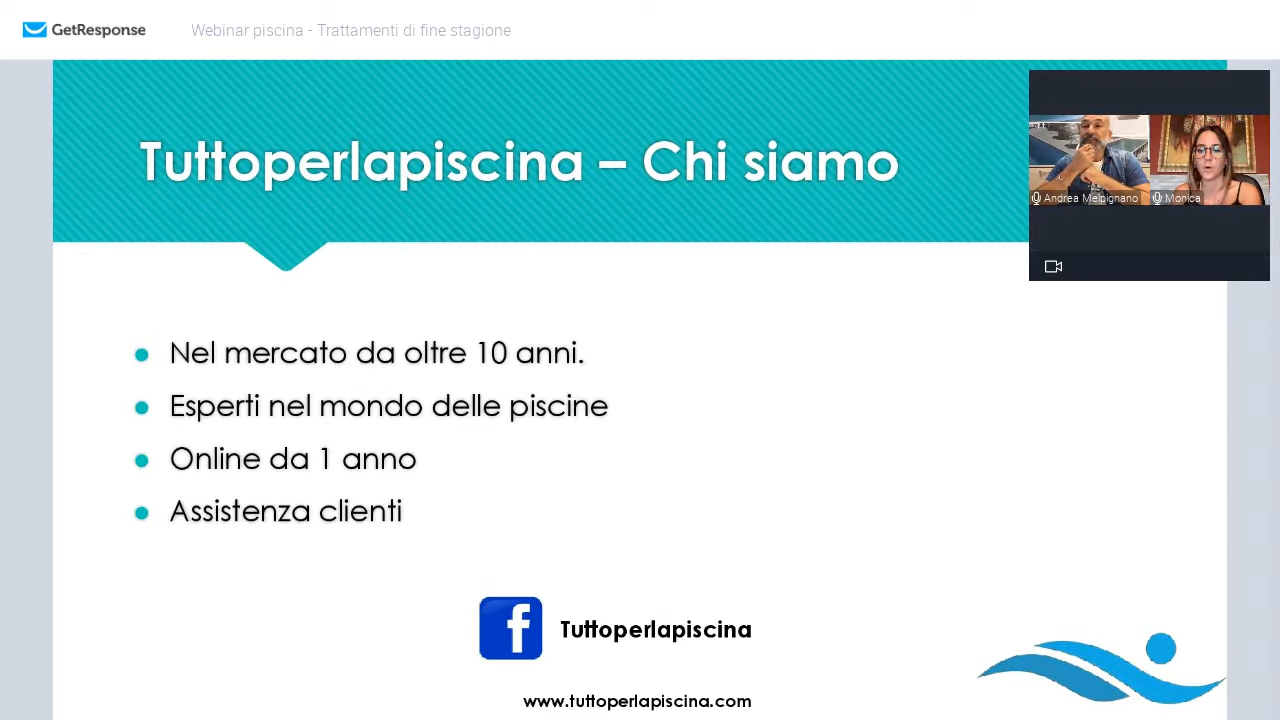 GetResponse
Webinar piscina - Trattamenti di fine stagione
Tuttoperlapiscina – Chi siamo
Andrea Melpignano
Monica
Nel mercato da oltre 10 anni.
Esperti nel mondo delle piscine
Online da 1 anno
Assistenza clienti
Tuttoperlapiscina
www.tuttoperlapiscina.com